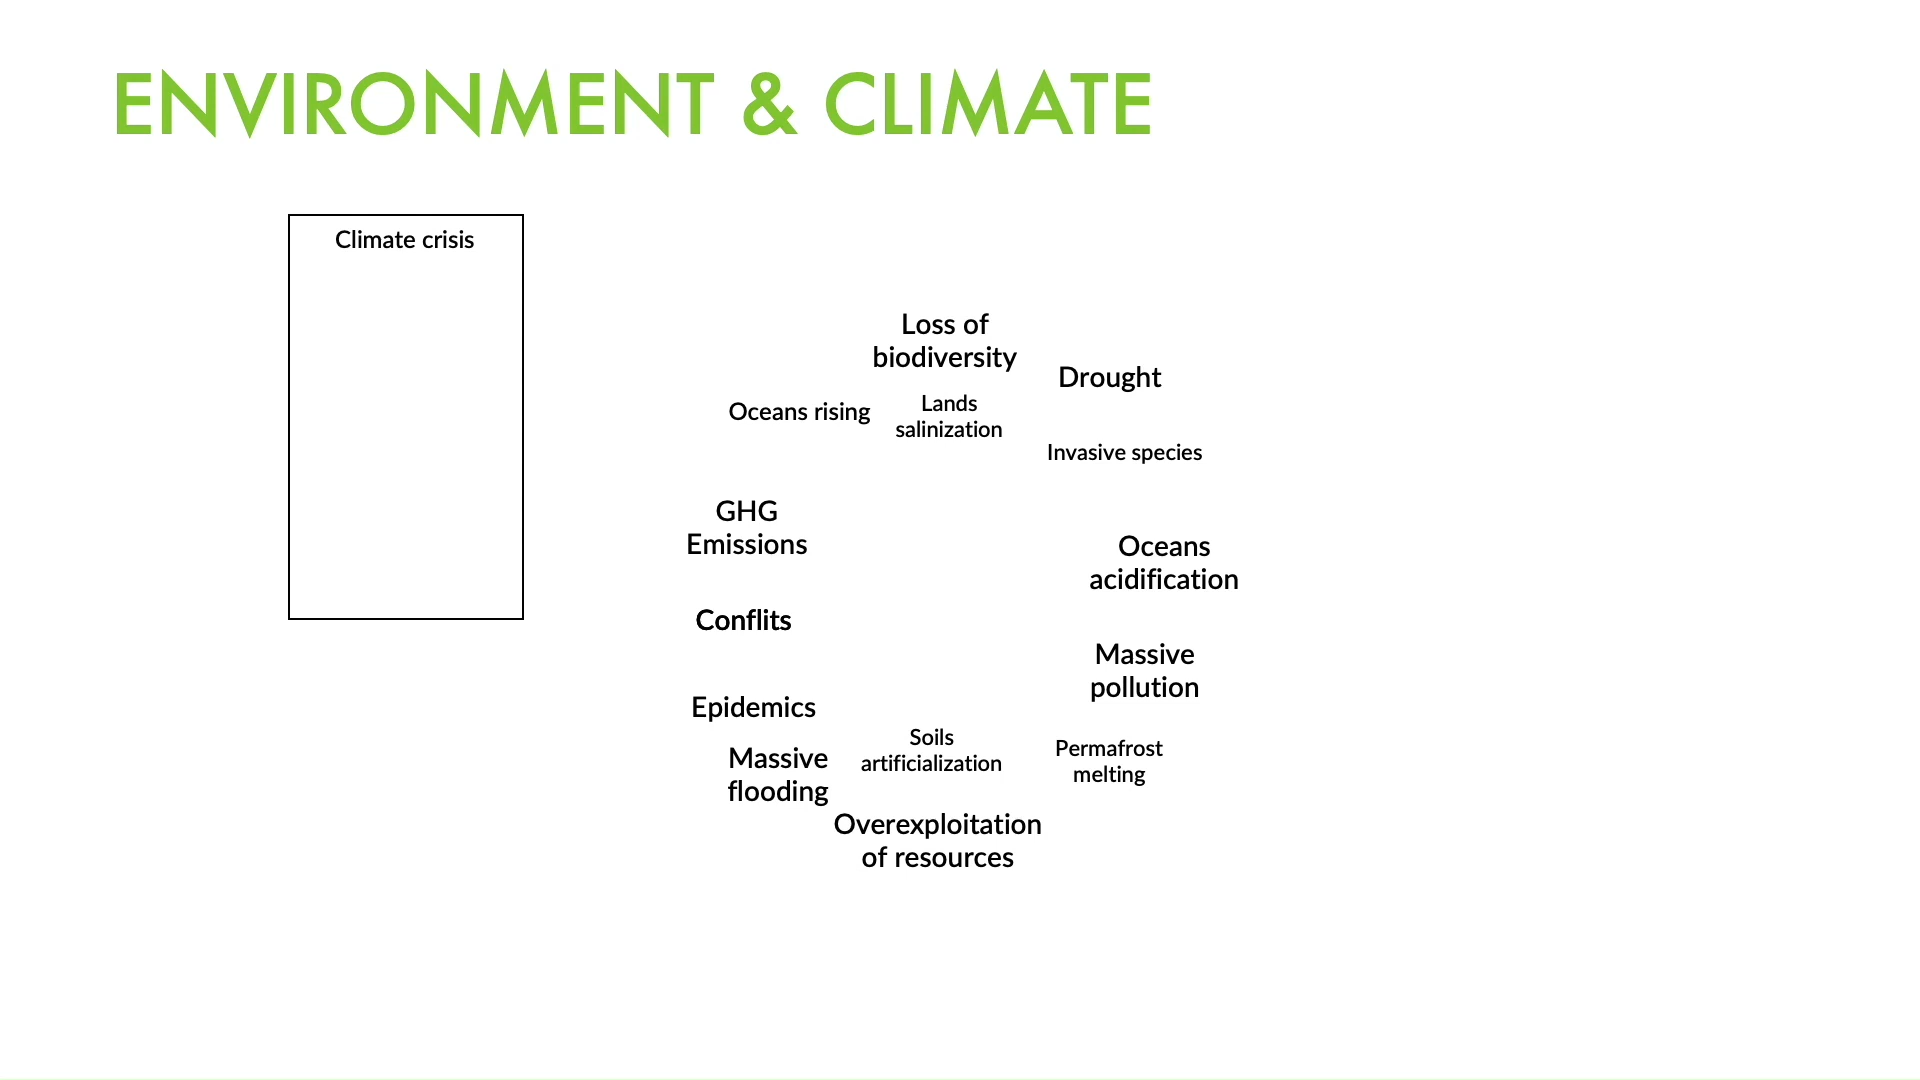 ENVIRONMENT & CLIMATE
Climate crisis
Loss of
biodiversity
Drought
Oceans rising
Lands
salinization
Invasive species
GHG
Emissions
Oceans
acidification
Conflits
Massive
pollution
Epidemics
Soils
artificialization
Permafrost
melting
Massive
flooding
Overexploitation
of resources